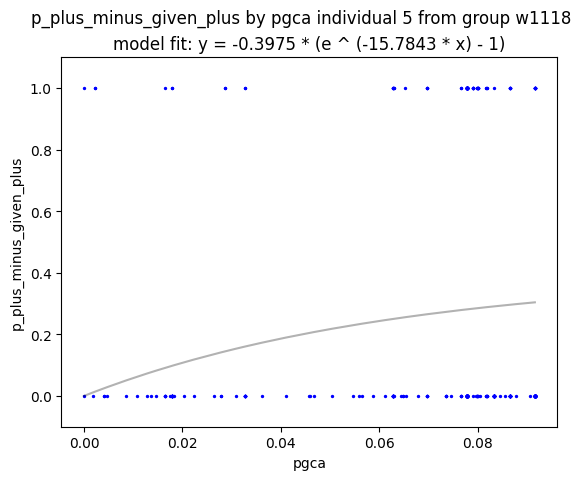 p_plus_minus_given_plus by pgca individual 5 from group w1118
model fit: y = -0.3975 * (e ^ (-15.7843 * x) - 1)
1.0
0.8
0.6
0.4
0.2
0.0
p_plus_minus_given_plus
0.00 0.02 0.04 0.06 0.08
pgca